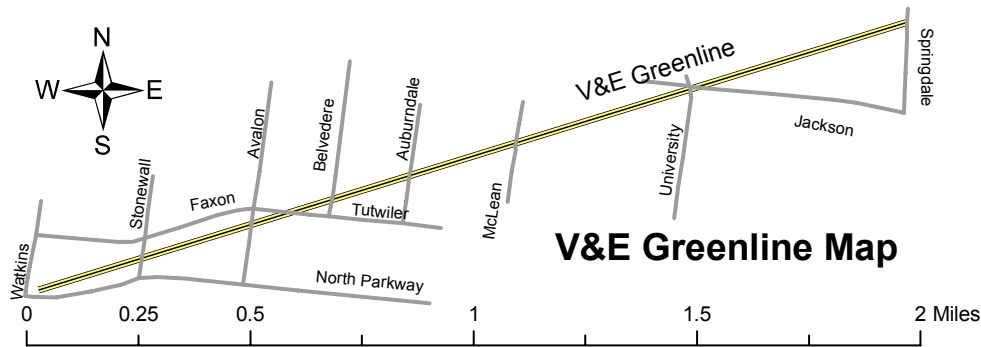 N
W E
S
V&E Greenline
Springdale
Jackson
University
McLean
Auburndale
Belvedere
Avalon
Stonewall
Faxon
Tutwiler
Watkins
North Parkway
V&E Greenline Map
0 0.25 0.5 1 1.5 2 Miles